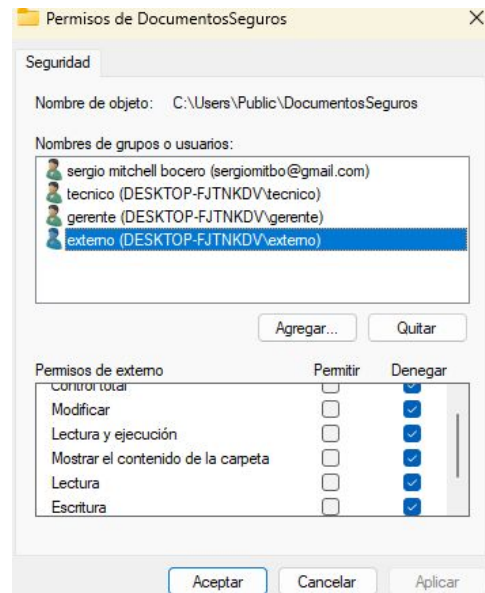 Permisos de DocumentosSeguros
Seguridad
Nombre de objeto: C:\Users\Public\DocumentosSeguros
Nombres de grupos o usuarios:
sergio mitchell bocero (sergiomitbo@gmail.com)
tecnico (DESKTOP-FJTNKDV\tecnico)
gerente (DESKTOP-FJTNKDV\gerente)
externo (DESKTOP-FJTNKDV\externo)
Agregar... Quitar
Permisos de externo Permitir Denegar
Control total
Modificar
Lectura y ejecución
Mostrar el contenido de la carpeta
Lectura
Escritura
Aceptar Cancelar Aplicar